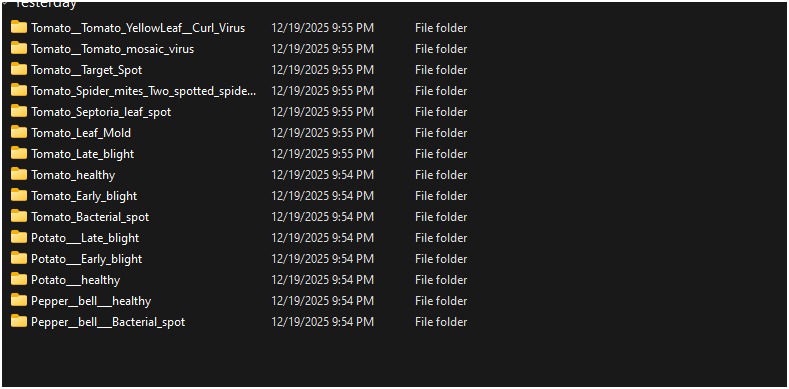 Yesterday
Tomato__Tomato_YellowLeaf__Curl_Virus 12/19/2025 9:55 PM File folder
Tomato__Tomato_mosaic_virus 12/19/2025 9:55 PM File folder
Tomato__Target_Spot 12/19/2025 9:55 PM File folder
Tomato_Spider_mites_Two_spotted_spide... 12/19/2025 9:55 PM File folder
Tomato_Septoria_leaf_spot 12/19/2025 9:55 PM File folder
Tomato_Leaf_Mold 12/19/2025 9:55 PM File folder
Tomato_Late_blight 12/19/2025 9:55 PM File folder
Tomato_healthy 12/19/2025 9:54 PM File folder
Tomato_Early_blight 12/19/2025 9:54 PM File folder
Tomato_Bacterial_spot 12/19/2025 9:54 PM File folder
Potato___Late_blight 12/19/2025 9:54 PM File folder
Potato___Early_blight 12/19/2025 9:54 PM File folder
Potato___healthy 12/19/2025 9:54 PM File folder
Pepper__bell___healthy 12/19/2025 9:54 PM File folder
Pepper__bell___Bacterial_spot 12/19/2025 9:54 PM File folder